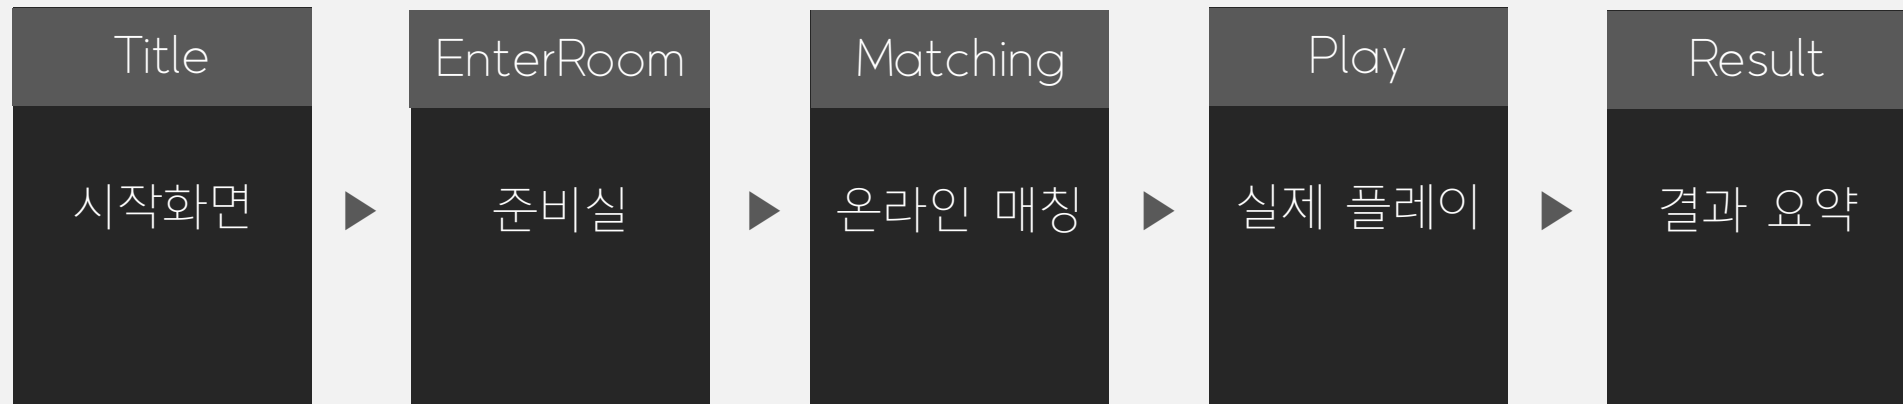 Title
EnterRoom
Matching
Play
Result
시작화면
준비실
온라인 매칭
실제 플레이
결과 요약